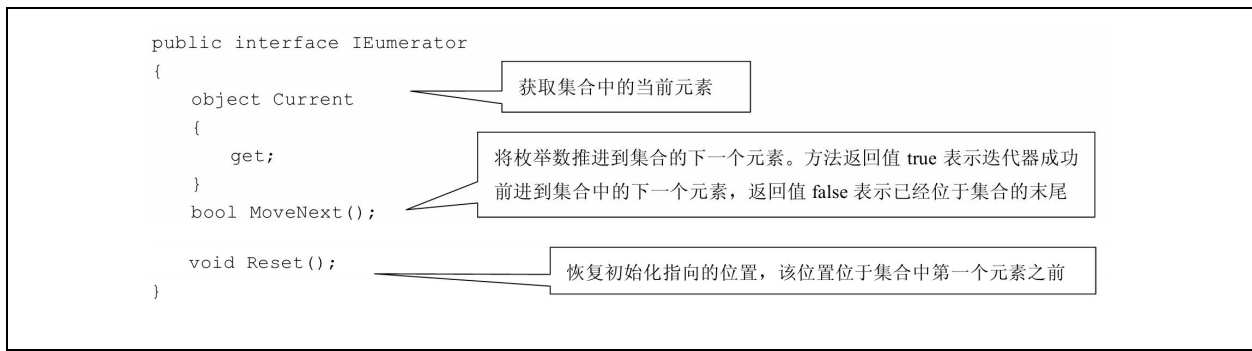 public interface IEumerator
{
获取集合中的当前元素
object Current
{
get;
将枚举数推进到集合的下一个元素。方法返回值 true 表示迭代器成功
前进到集合中的下一个元素，返回值 false 表示已经位于集合的末尾
}
bool MoveNext();
void Reset();
恢复初始化指向的位置，该位置位于集合中第一个元素之前
}